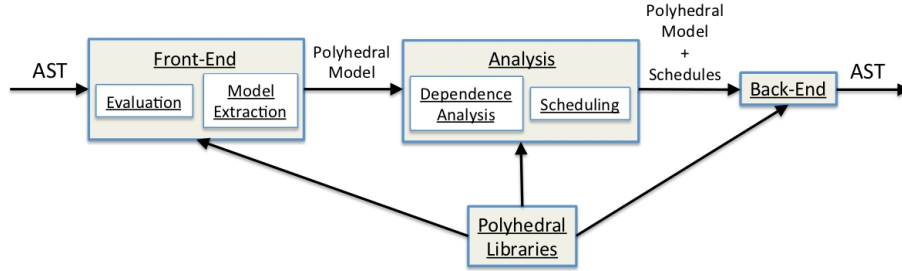 AST
Front-End
Evaluation
Model
Extraction
Polyhedral
Model
Analysis
Dependence
Analysis
Scheduling
Polyhedral
Model
+
Schedules
Back-End
AST
Polyhedral
Libraries